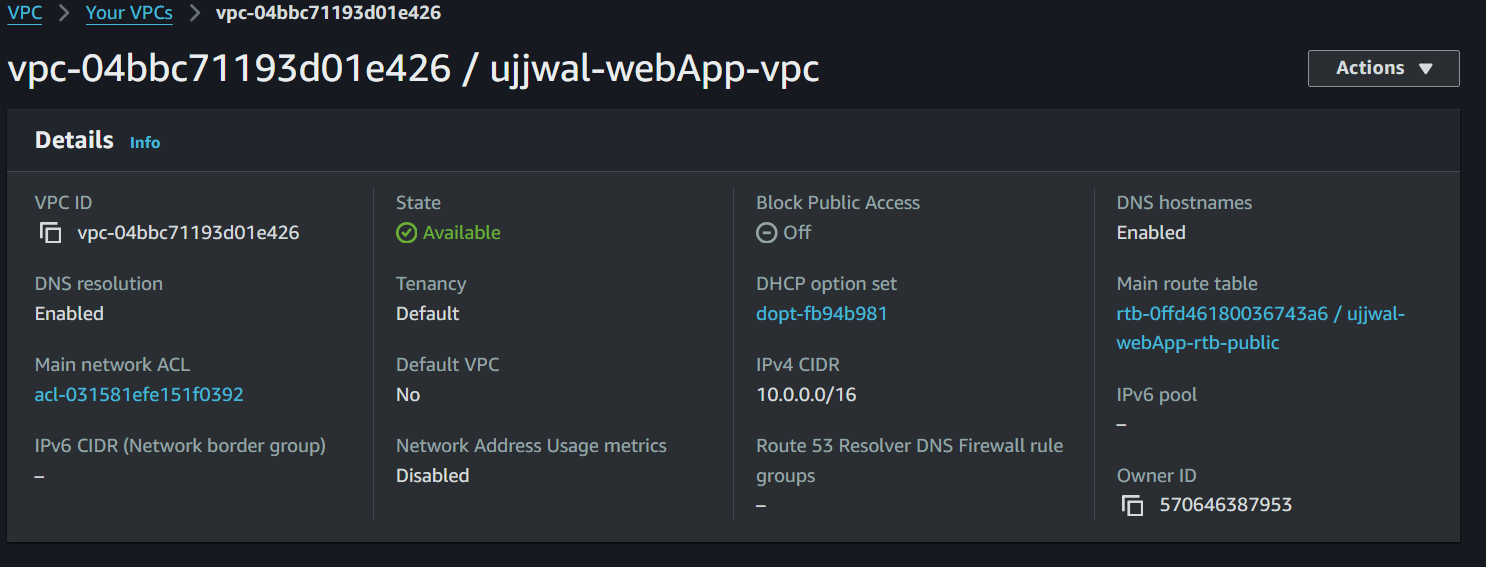 VPC > Your VPCs > vpc-04bbc71193d01e426
vpc-04bbc71193d01e426 / ujjwal-webApp-vpc
Actions
Details Info
VPC ID
vpc-04bbc71193d01e426
State
Available
Block Public Access
Off
DNS hostnames
Enabled
DNS resolution
Enabled
Tenancy
Default
DHCP option set
dopt-fb94b981
Main route table
rtb-0ffd46180036743a6 / ujjwal-
webApp-rtb-public
Main network ACL
acl-031581efe151f0392
Default VPC
No
IPv4 CIDR
10.0.0.0/16
IPv6 pool
–
IPv6 CIDR (Network border group)
–
Network Address Usage metrics
Disabled
Route 53 Resolver DNS Firewall rule
groups
–
Owner ID
570646387953